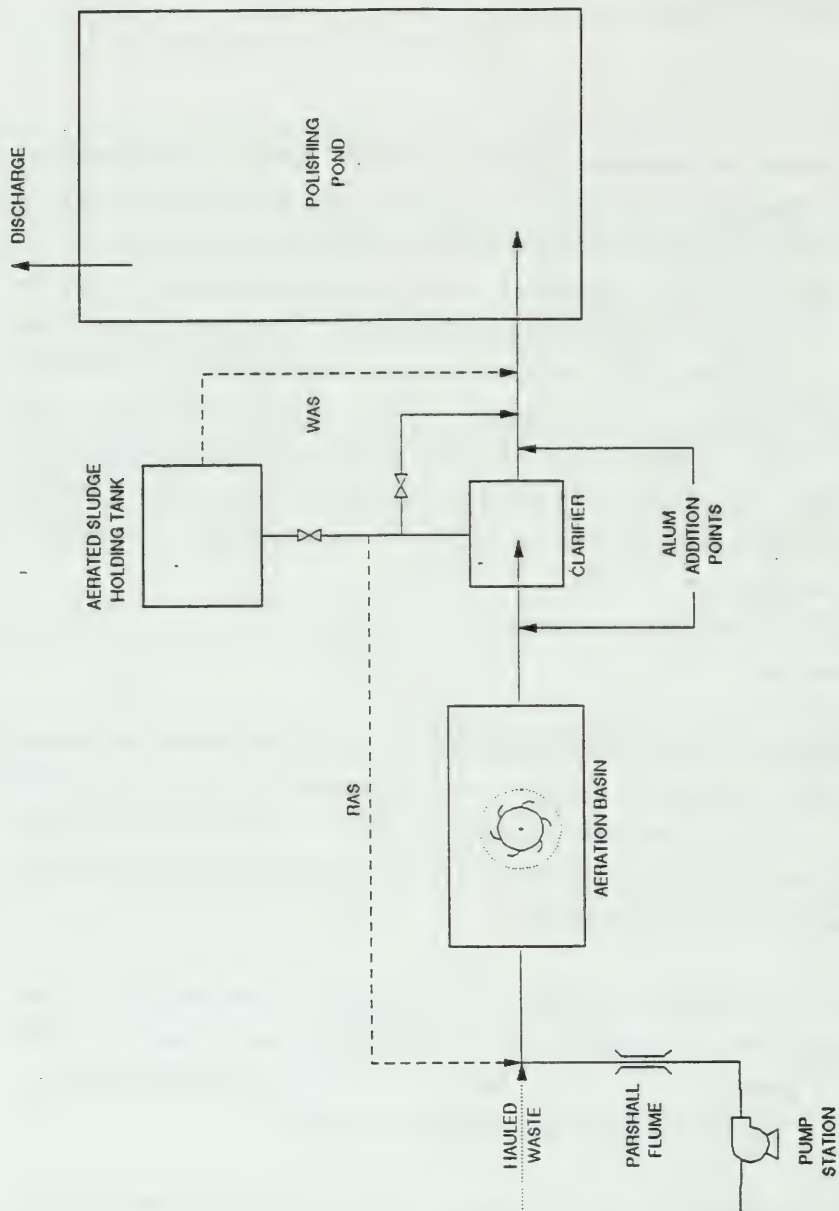 DISCHARGE
POLISHING
POND
WAS
AERATED SLUDGE
HOLDING TANK
CLARIFIER
ALUM
ADDITION
POINTS
RAS
AERATION BASIN
HAULED
WASTE
PARSHALL
FLUME
PUMP
STATION